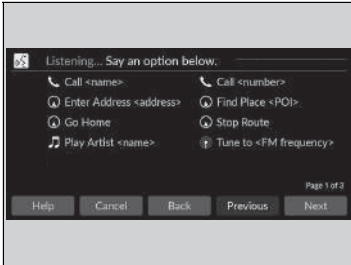 Listening... Say an option below.
Call <name>
Call <number>
Enter Address <address>
Find Place <POI>
Go Home
Stop Route
Play Artist <name>
Tune to <FM frequency>
Page 1 of 3
Help
Cancel
Back
Previous
Next